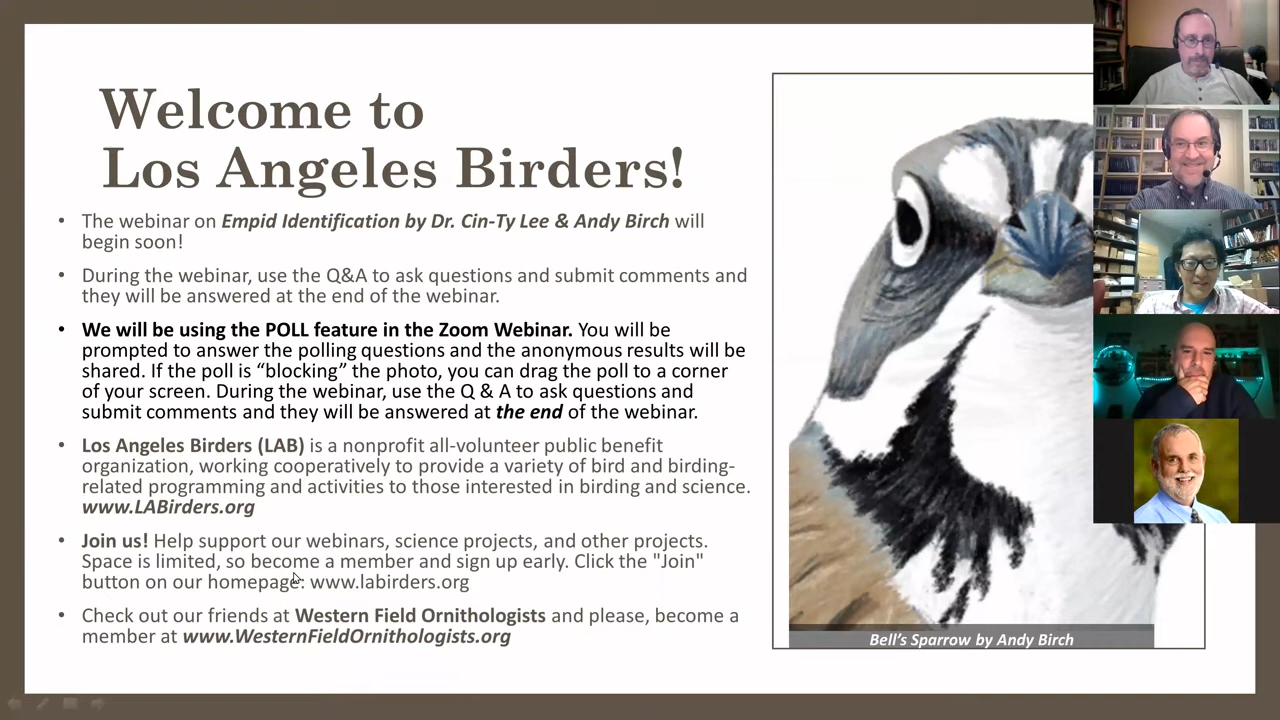 Welcome to
Los Angeles Birders!
• The webinar on Empid Identification by Dr. Cin-Ty Lee & Andy Birch will
begin soon!
• During the webinar, use the Q&A to ask questions and submit comments and
they will be answered at the end of the webinar.
• We will be using the POLL feature in the Zoom Webinar. You will be
prompted to answer the polling questions and the anonymous results will be
shared. If the poll is “blocking” the photo, you can drag the poll to a corner
of your screen. During the webinar, use the Q & A to ask questions and
submit comments and they will be answered at the end of the webinar.
• Los Angeles Birders (LAB) is a nonprofit all-volunteer public benefit
organization, working cooperatively to provide a variety of bird and birding-
related programming and activities to those interested in birding and science.
www.LABirders.org
• Join us! Help support our webinars, science projects, and other projects.
Space is limited, so become a member and sign up early. Click the "Join"
button on our homepage: www.labirders.org
• Check out our friends at Western Field Ornithologists and please, become a
member at www.WesternFieldOrnithologists.org
Bell’s Sparrow by Andy Birch